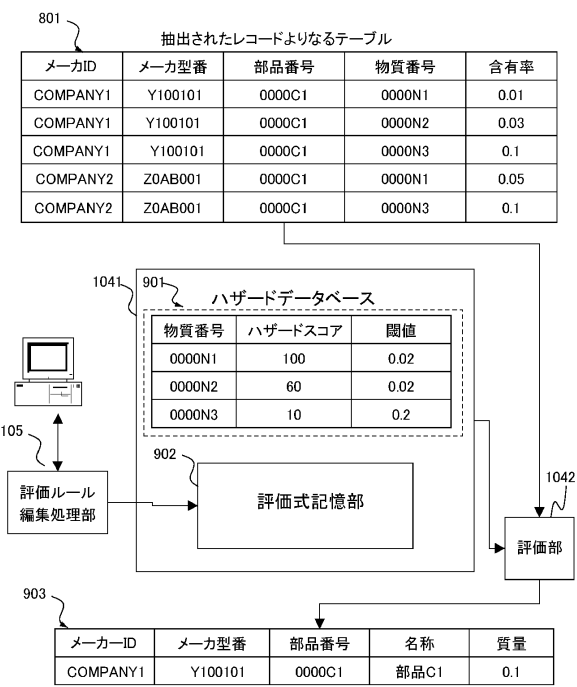 801
抽出されたレコードよりなるテーブル
メーカID メーカ型番 部品番号 物質番号 含有率
COMPANY1 Y100101 0000C1 0000N1 0.01
COMPANY1 Y100101 0000C1 0000N2 0.03
COMPANY1 Y100101 0000C1 0000N3 0.1
COMPANY2 Z0AB001 0000C1 0000N1 0.05
COMPANY2 Z0AB001 0000C1 0000N3 0.1
1041
901
ハザードデータベース
物質番号 ハザードスコア 閾値
0000N1 100 0.02
0000N2 60 0.02
0000N3 10 0.2
105
評価ルール
編集処理部
902
評価式記憶部
1042
評価部
903
メーカーID メーカ型番 部品番号 名称 質量
COMPANY1 Y100101 0000C1 部品C1 0.1